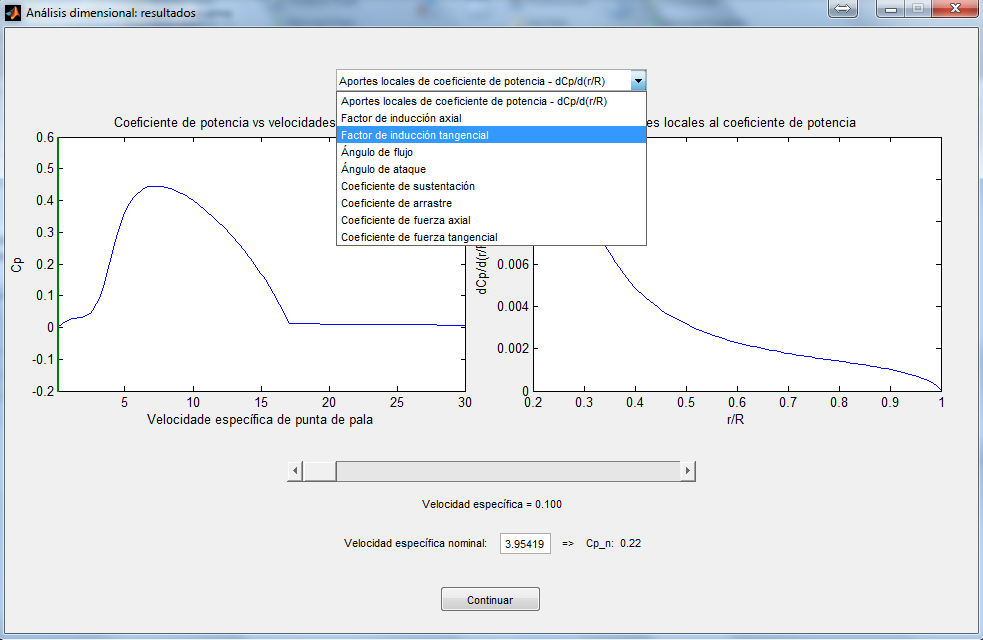 Análisis dimensional: resultados
Aportes locales de coeficiente de potencia - dCp/d(r/R)
Aportes locales de coeficiente de potencia - dCp/d(r/R)
Factor de inducción axial
Factor de inducción tangencial
Ángulo de flujo
Ángulo de ataque
Coeficiente de sustentación
Coeficiente de arrastre
Coeficiente de fuerza axial
Coeficiente de fuerza tangencial
Coeficiente de potencia vs velocidades
es locales al coeficiente de potencia
0.6
0.5
0.4
0.3
0.2
0.1
0
-0.1
-0.2
Cp
5
10
15
20
25
30
Velocidade específica de punta de pala
dCp/d(r/R
0.006
0.004
0.002
0
0.2
0.3
0.4
0.5
0.6
0.7
0.8
0.9
1
r/R
Velocidad específica = 0.100
Velocidad específica nominal: 3.95419 => Cp_n: 0.22
Continuar